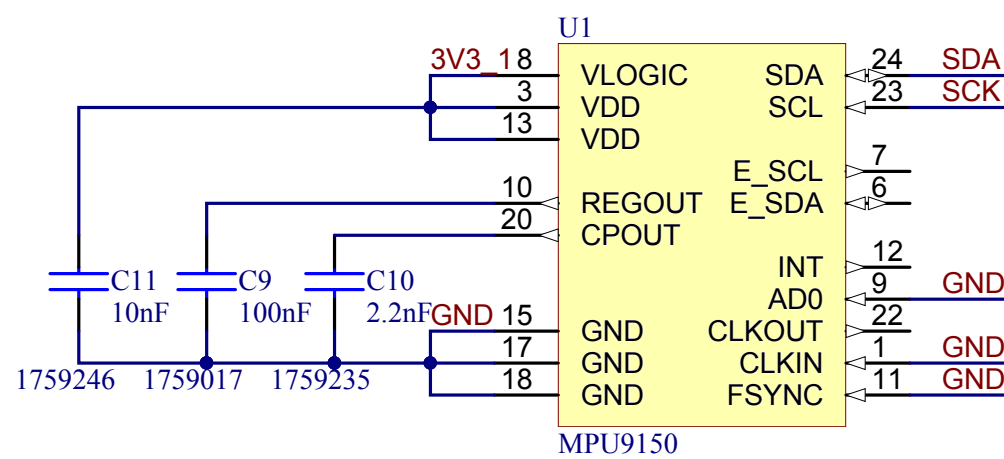 U1
3V3_1 8 VLOGIC SDA 24 SDA
3 VDD SCL 23 SCK
13 VDD
E_SCL 7
10 REGOUT E_SDA 6
20 CPOUT
INT 12
C11 C9 C10 AD0 9 GND
10nF 100nF 2.2nF GND 15 GND CLKOUT 22
17 GND CLKIN 1 GND
1759246 1759017 1759235 18 GND FSYNC 11 GND
MPU9150